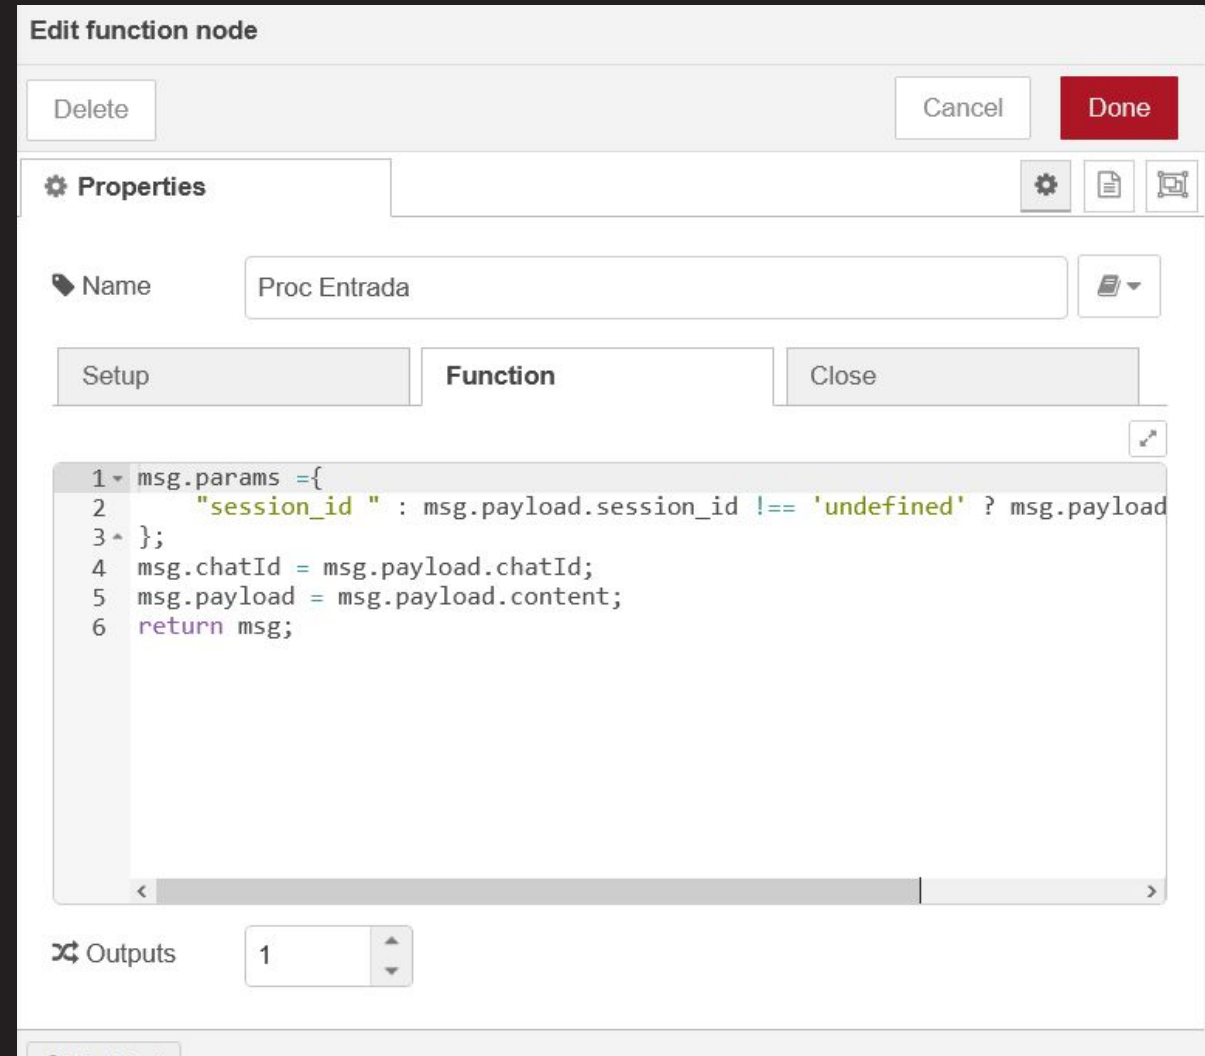 Edit function node
Delete
Cancel
Done
Properties
Name
Proc Entrada
Setup
Function
Close
1 msg.params ={
2 "session_id " : msg.payload.session_id !== 'undefined' ? msg.payload
3 };
4 msg.chatId = msg.payload.chatId;
5 msg.payload = msg.payload.content;
6 return msg;
Outputs
1